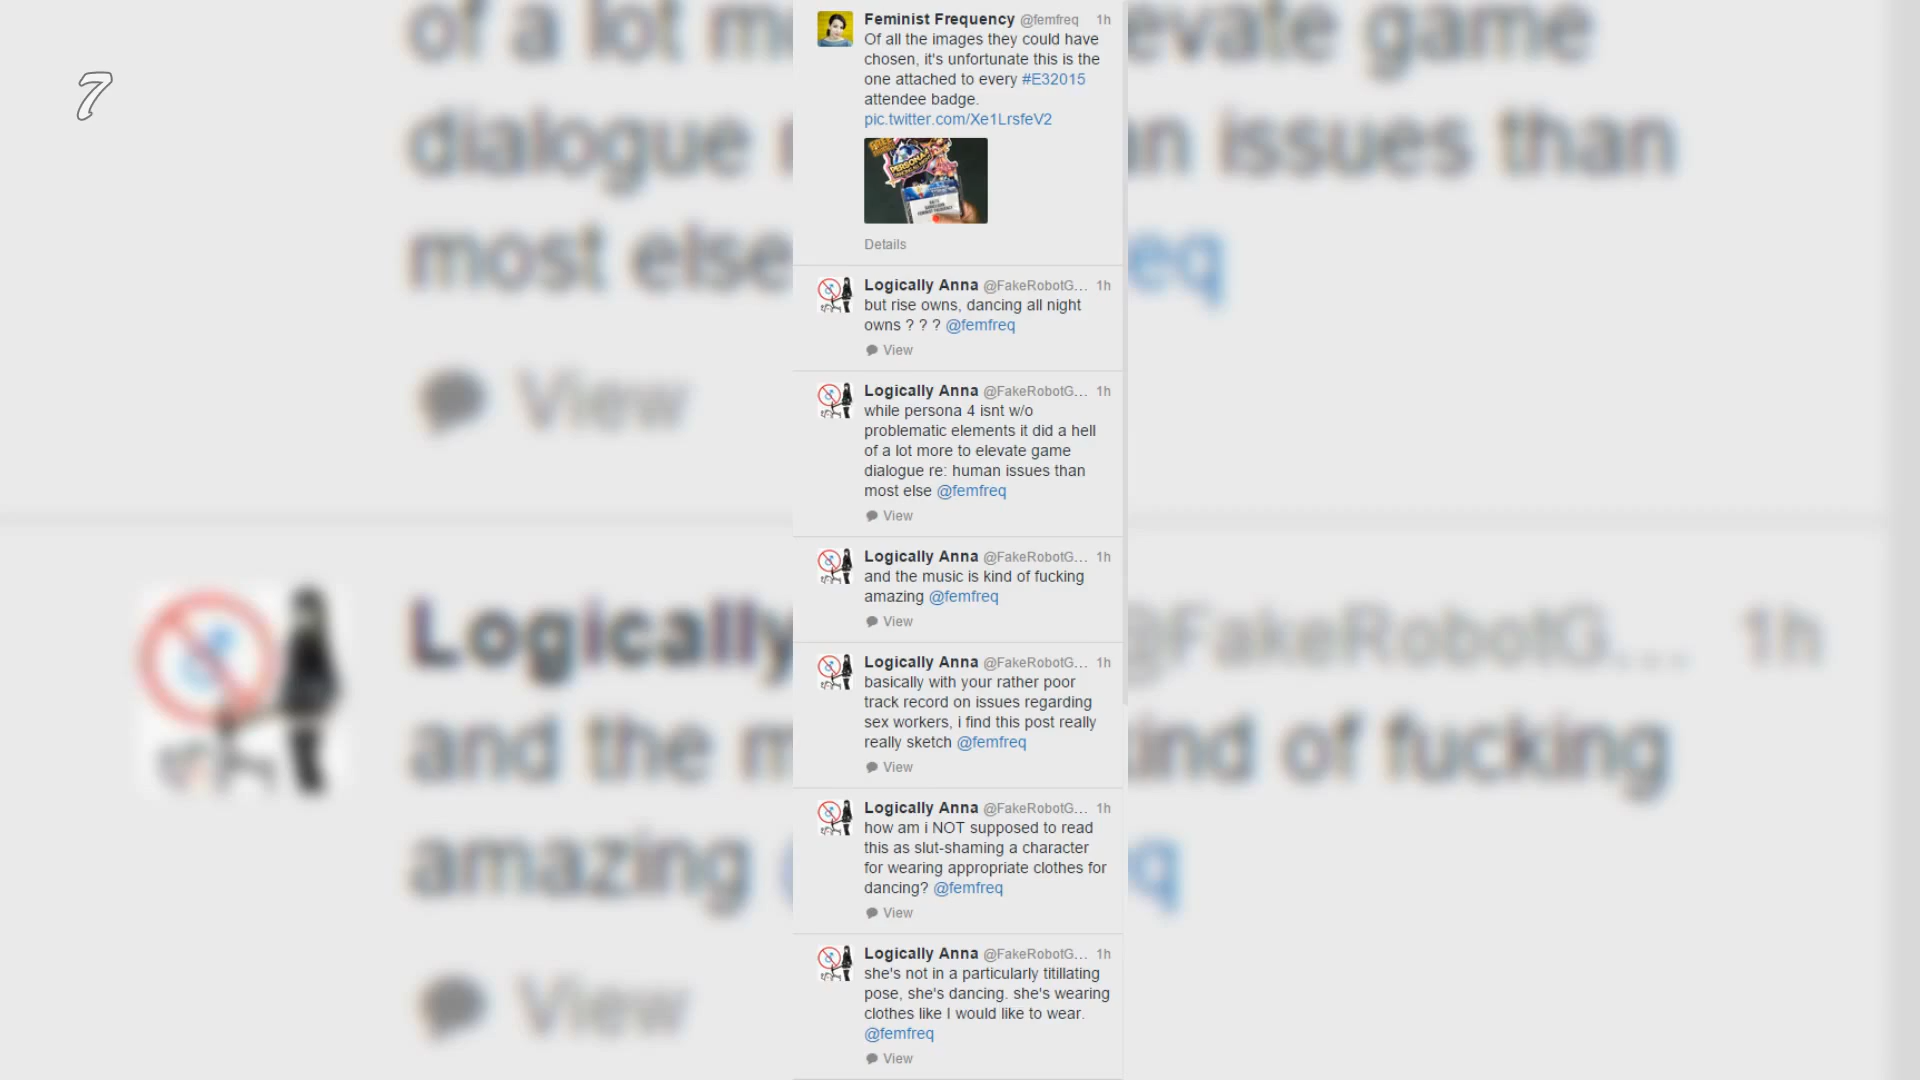 7
Feminist Frequency @femfreq 1h
Of all the images they could have
chosen, it's unfortunate this is the
one attached to every #E32015
attendee badge.
pic.twitter.com/Xe1LrsfeV2
PERSONA4
Details
Logically Anna @FakeRobotG... 1h
but rise owns, dancing all night
owns ? ? ? @femfreq
View
Logically Anna @FakeRobotG... 1h
while persona 4 isnt w/o
problematic elements it did a hell
of a lot more to elevate game
dialogue re: human issues than
most else @femfreq
View
Logically Anna @FakeRobotG... 1h
and the music is kind of fucking
amazing @femfreq
View
Logically Anna @FakeRobotG... 1h
basically with your rather poor
track record on issues regarding
sex workers, i find this post really
really sketch @femfreq
View
Logically Anna @FakeRobotG... 1h
how am i NOT supposed to read
this as slut-shaming a character
for wearing appropriate clothes for
dancing? @femfreq
View
Logically Anna @FakeRobotG... 1h
she's not in a particularly titillating
pose, she's dancing. she's wearing
clothes like I would like to wear.
@femfreq
View